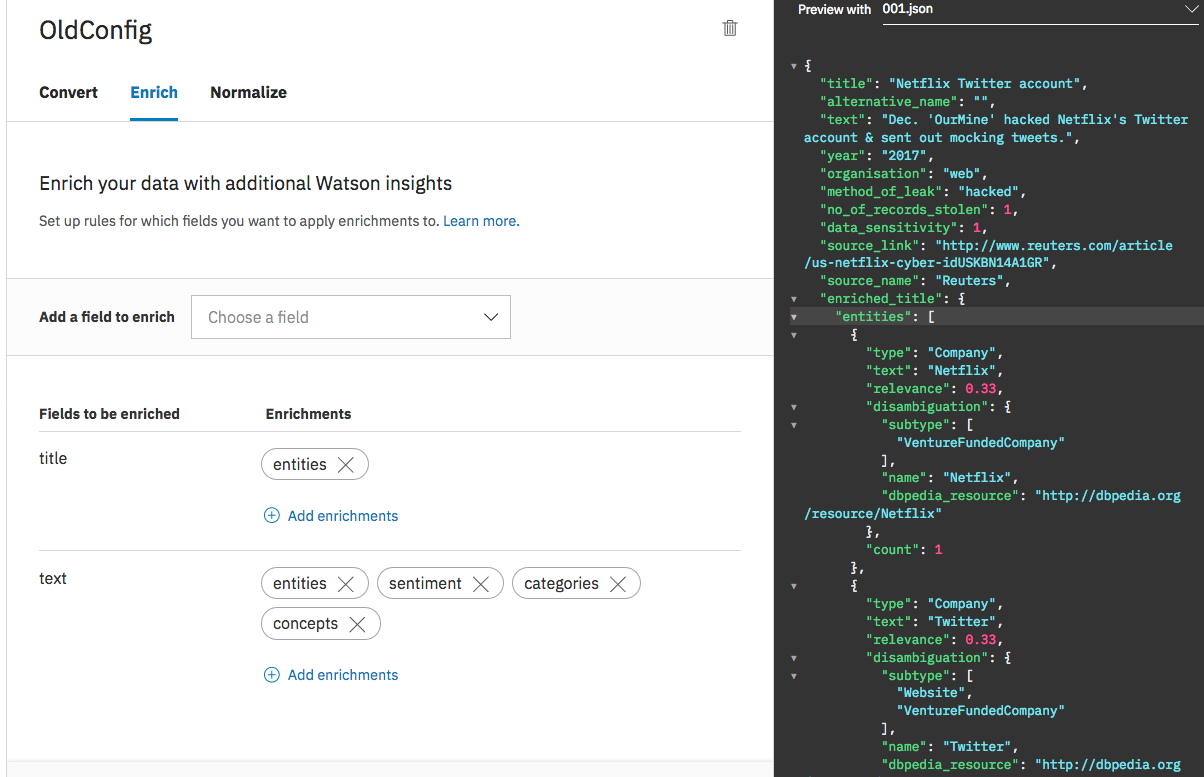 OldConfig
Convert Enrich Normalize
Enrich your data with additional Watson insights
Set up rules for which fields you want to apply enrichments to. Learn more.
Add a field to enrich Choose a field
Fields to be enriched Enrichments
title entities
Add enrichments
text entities sentiment categories
concepts
Add enrichments
Preview with 001.json
{
"title": "Netflix Twitter account",
"alternative_name": "",
"text": "Dec. 'OurMine' hacked Netflix's Twitter
account & sent out mocking tweets.",
"year": "2017",
"organisation": "web",
"method_of_leak": "hacked",
"no_of_records_stolen": 1,
"data_sensitivity": 1,
"source_link": "http://www.reuters.com/article
/us-netflix-cyber-idUSKBN14A1GR",
"source_name": "Reuters",
"enriched_title": {
"entities": [
{
"type": "Company",
"text": "Netflix",
"relevance": 0.33,
"disambiguation": {
"subtype": [
"VentureFundedCompany"
],
"name": "Netflix",
"dbpedia_resource": "http://dbpedia.org
/resource/Netflix"
},
"count": 1
},
{
"type": "Company",
"text": "Twitter",
"relevance": 0.33,
"disambiguation": {
"subtype": [
"Website",
"VentureFundedCompany"
],
"name": "Twitter",
"dbpedia_resource": "http://dbpedia.org